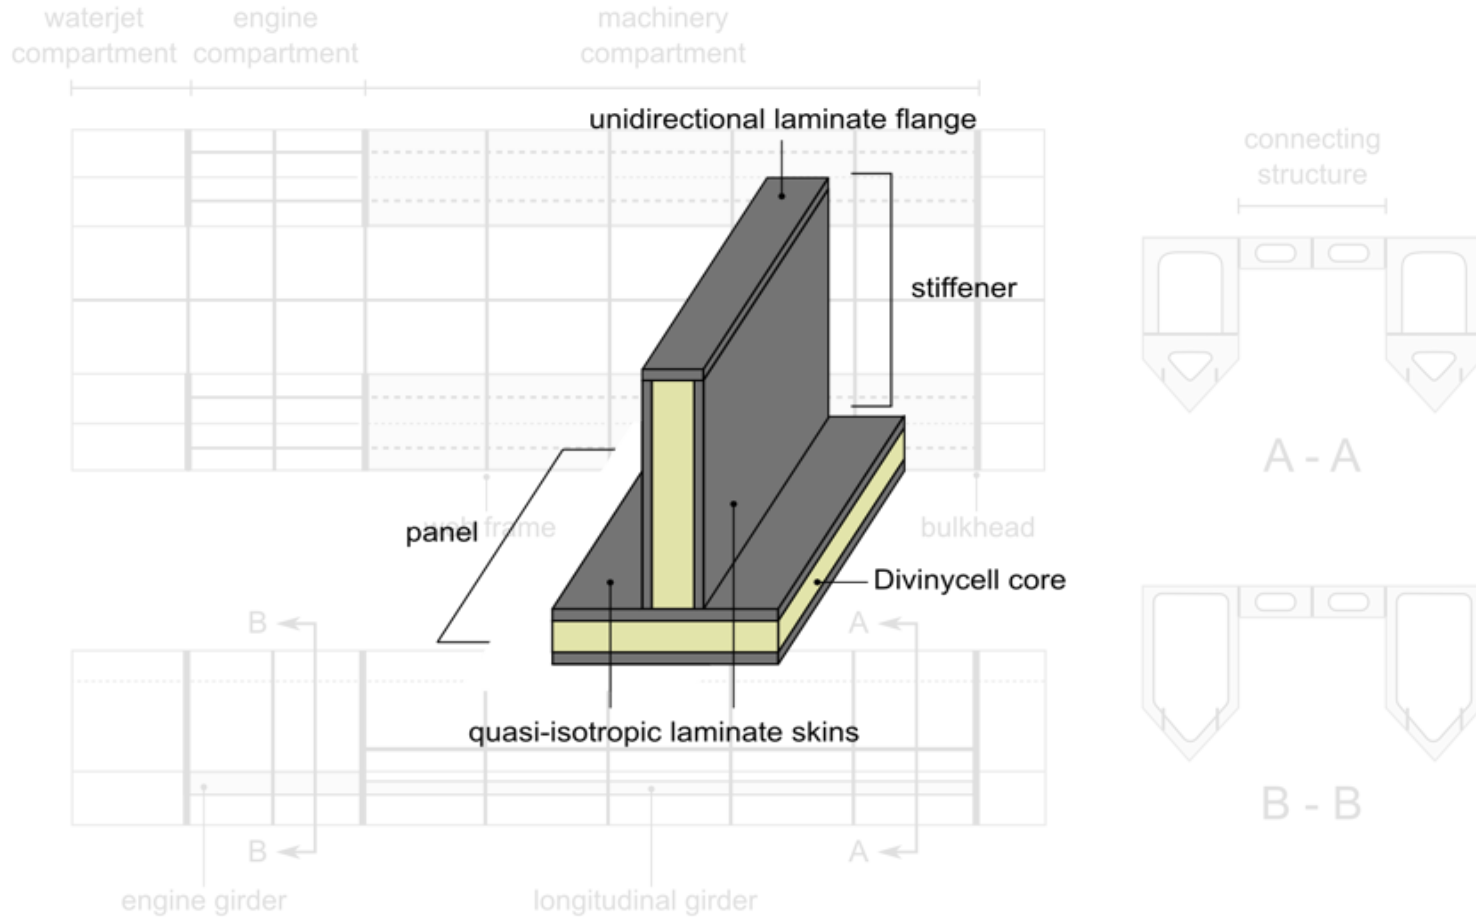 waterjet
compartment
engine
compartment
machinery
compartment
unidirectional laminate flange
connecting
structure
stiffener
A - A
panel
web frame
bulkhead
Divinycell core
B
A
quasi-isotropic laminate skins
B - B
B
A
engine girder
longitudinal girder